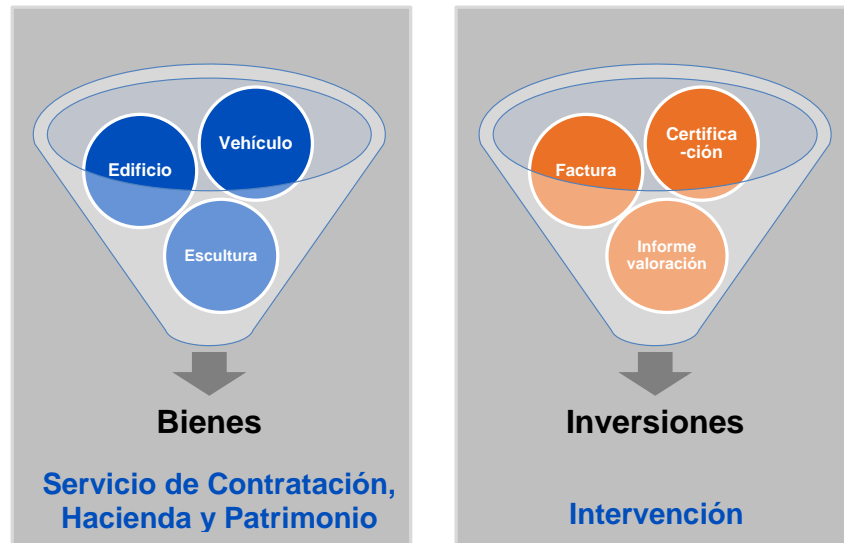 Vehículo
Edificio
Escultura
Bienes
Servicio de Contratación,
Hacienda y Patrimonio
Certifica
-ción
Factura
Informe
valoración
Inversiones
Intervención